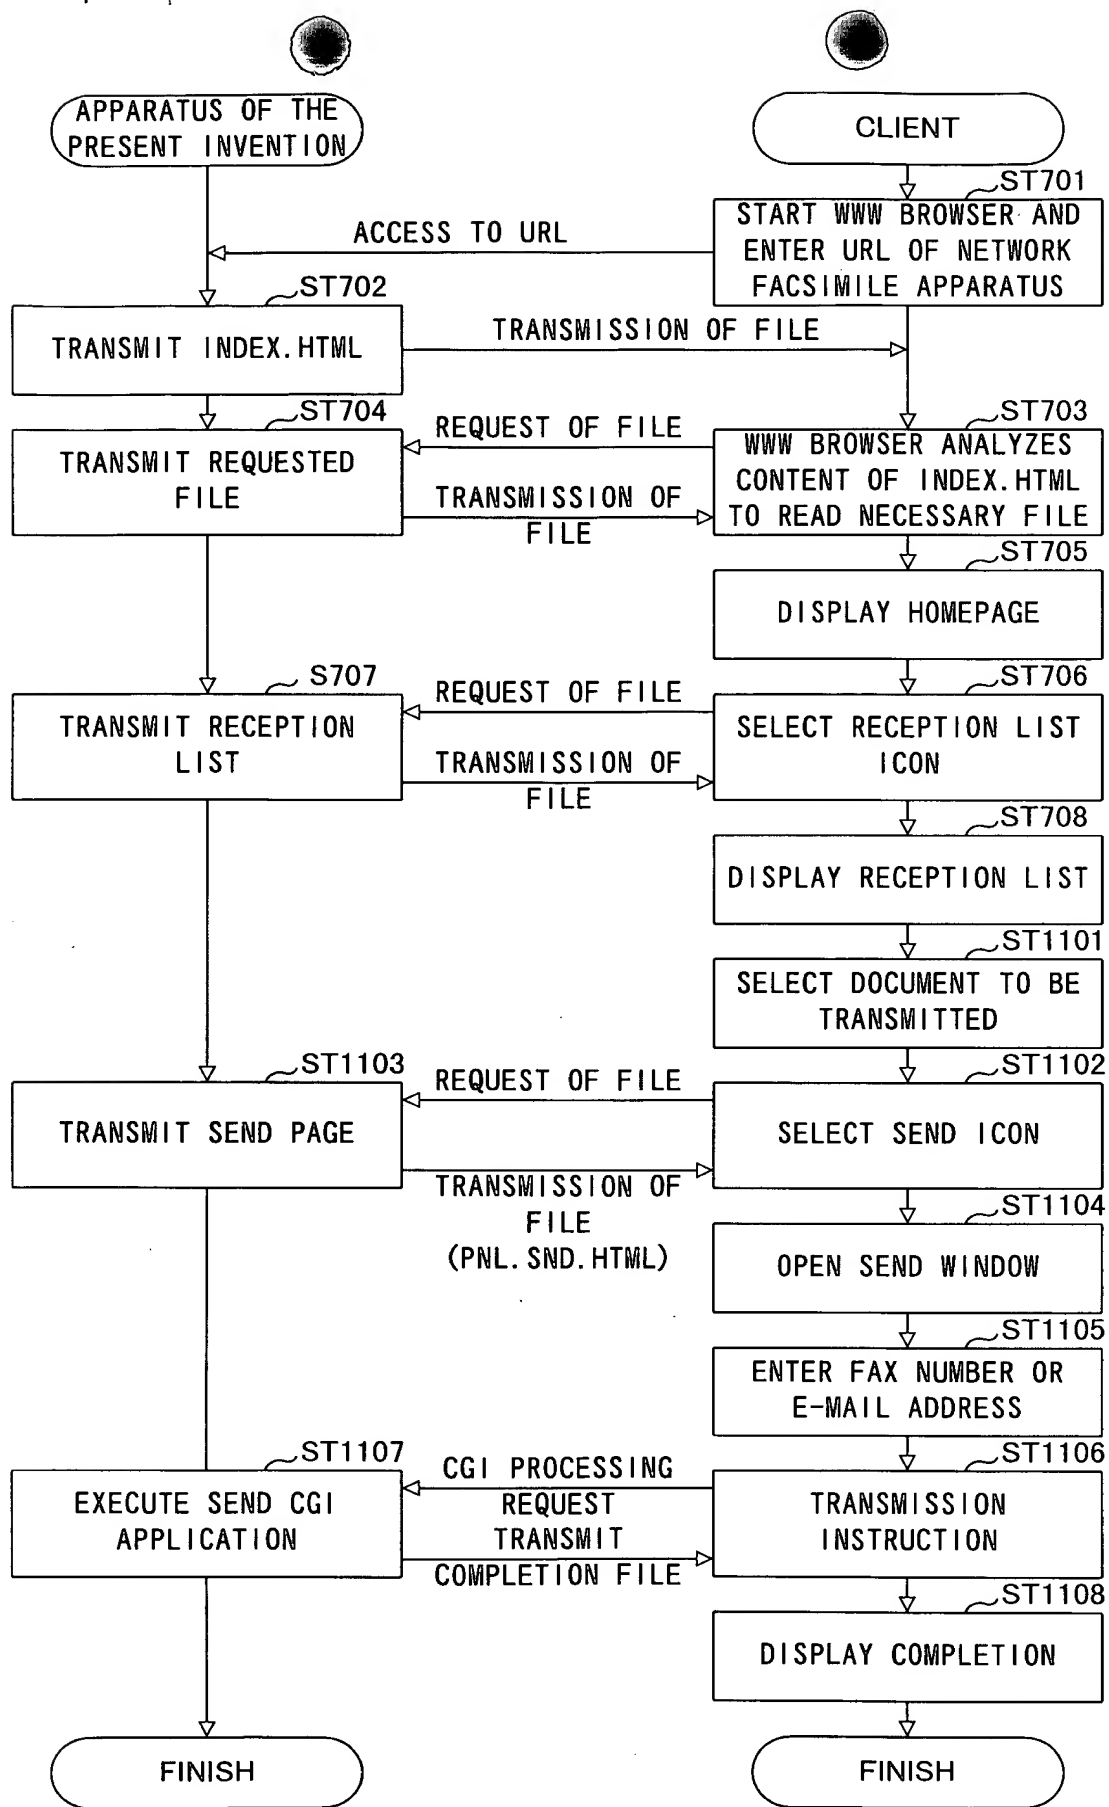 APPARATUS OF THE
PRESENT INVENTION
CLIENT
ST701
START WWW BROWSER AND
ENTER URL OF NETWORK
FACSIMILE APPARATUS
ACCESS TO URL
ST702
TRANSMIT INDEX.HTML
TRANSMISSION OF FILE
ST704
TRANSMIT REQUESTED
FILE
REQUEST OF FILE
TRANSMISSION OF
FILE
ST703
WWW BROWSER ANALYZES
CONTENT OF INDEX.HTML
TO READ NECESSARY FILE
ST705
DISPLAY HOMEPAGE
S707
TRANSMIT RECEPTION
LIST
REQUEST OF FILE
TRANSMISSION OF
FILE
ST706
SELECT RECEPTION LIST
ICON
ST708
DISPLAY RECEPTION LIST
ST1101
SELECT DOCUMENT TO BE
TRANSMITTED
ST1103
TRANSMIT SEND PAGE
REQUEST OF FILE
TRANSMISSION OF
FILE
(PNL.SND.HTML)
ST1102
SELECT SEND ICON
ST1104
OPEN SEND WINDOW
ST1105
ENTER FAX NUMBER OR
E-MAIL ADDRESS
ST1107
EXECUTE SEND CGI
APPLICATION
CGI PROCESSING
REQUEST
TRANSMIT
COMPLETION FILE
ST1106
TRANSMISSION
INSTRUCTION
ST1108
DISPLAY COMPLETION
FINISH
FINISH